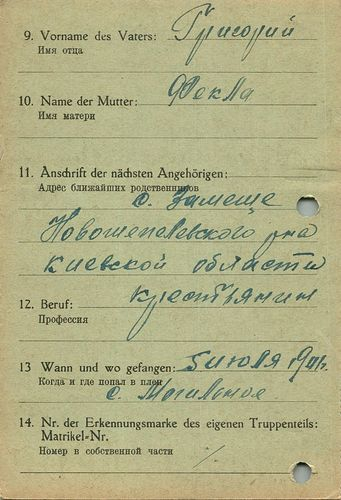 9. Vorname des Vaters: Григорий
Имя отца
10. Name der Mutter: Фекла
Имя матери
11. Anschrift der nächsten Angehörigen:
Адрес ближайших родственников
с. Замеще
Новошепелевского р-на
Киевской области
12. Beruf: крестьянин
Профессия
13 Wann und wo gefangen: 5 июля 1941г.
Когда и где попал в плен
с. Могильное
14. Nr. der Erkennungsmarke des eigenen Truppenteils:
Matrikel-Nr.
Номер в собственной части